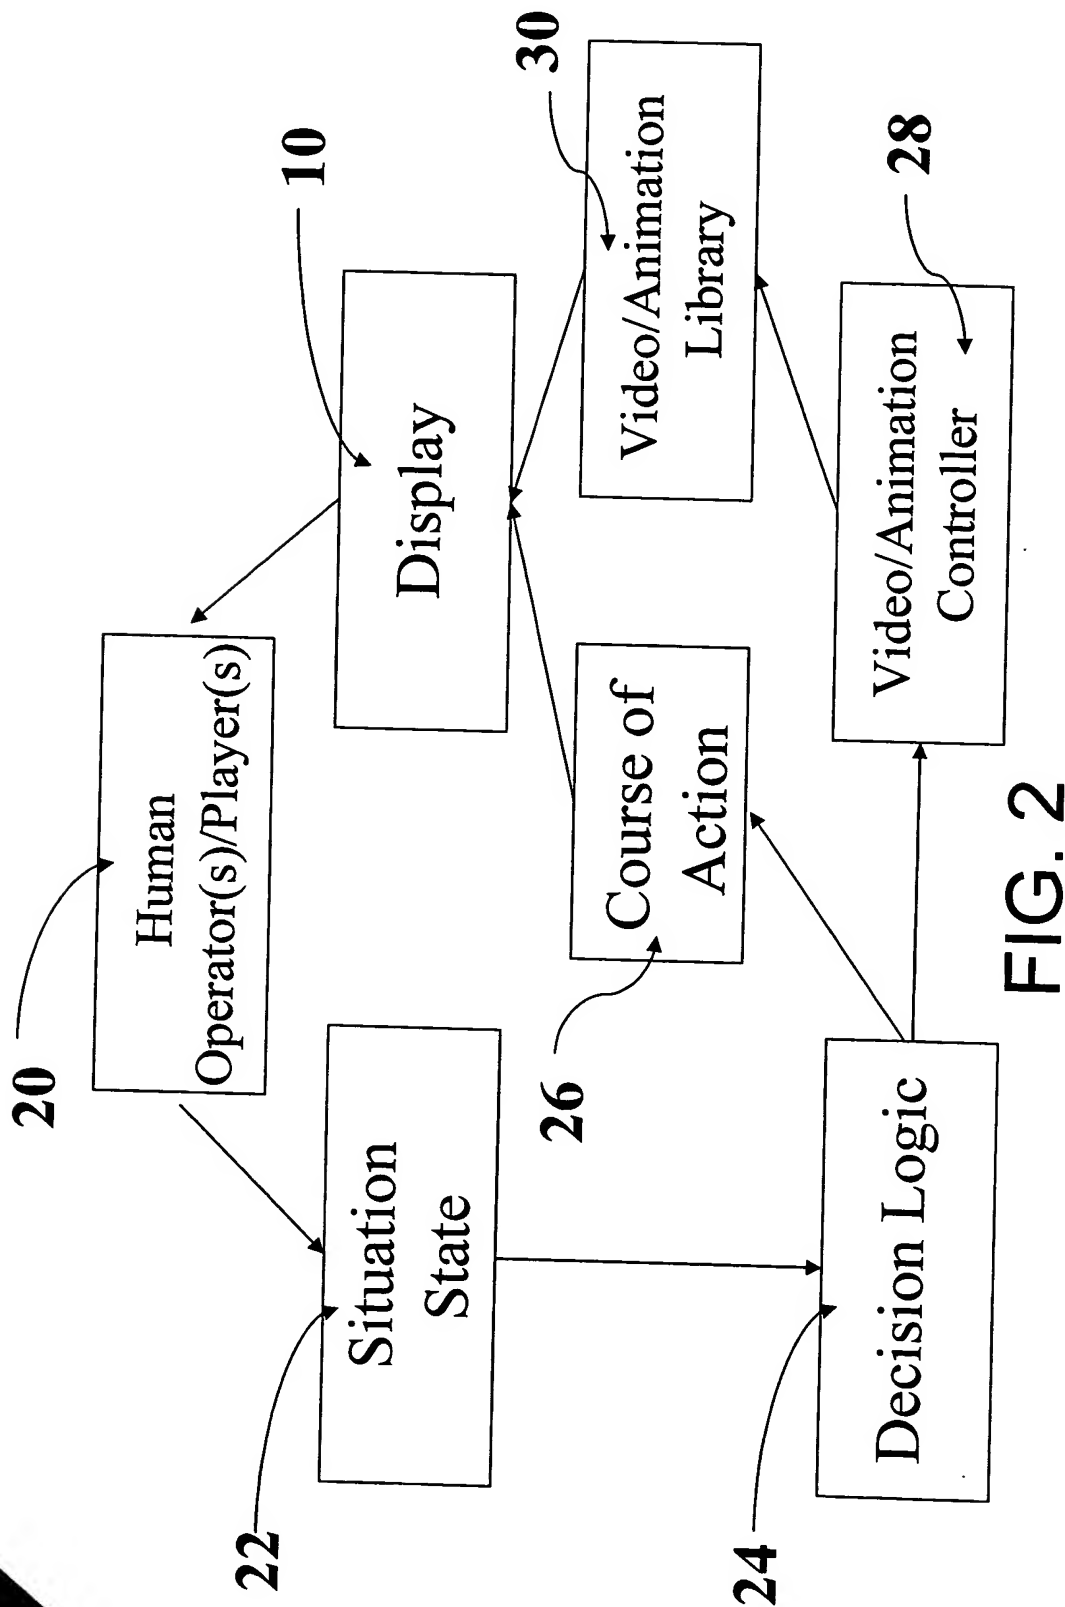 20
Human
Operator(s)/Player(s)
22
Situation
State
10
Display
26
Course of
Action
30
Video/Animation
Library
24
Decision Logic
Video/Animation
Controller
28
FIG. 2